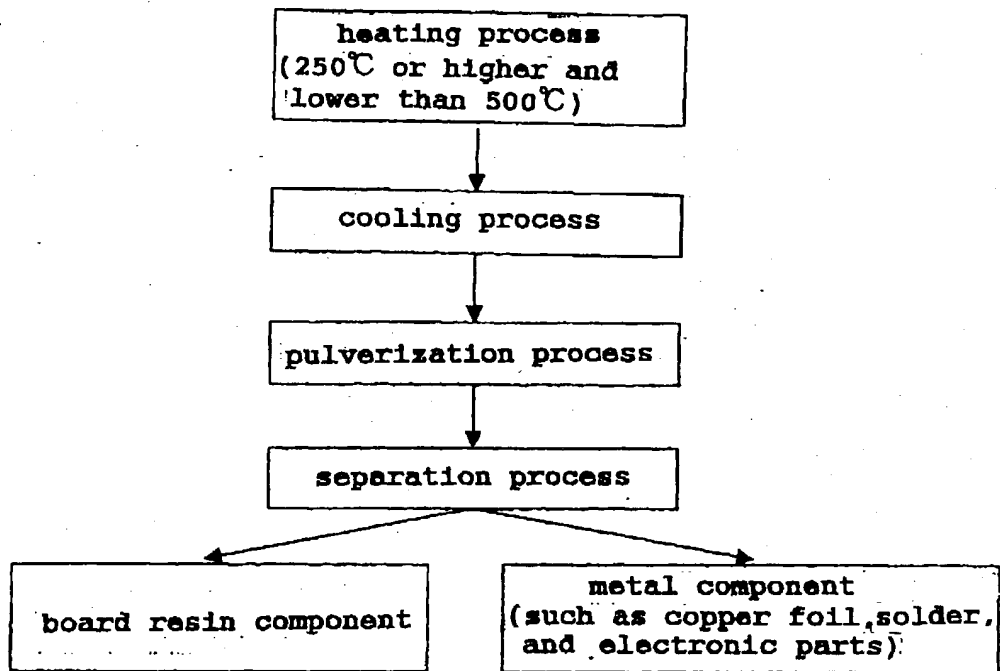 heating process
(250℃ or higher and
lower than 500℃)
cooling process
pulverization process
separation process
board resin component
metal component
(such as copper foil, solder,
and electronic parts)